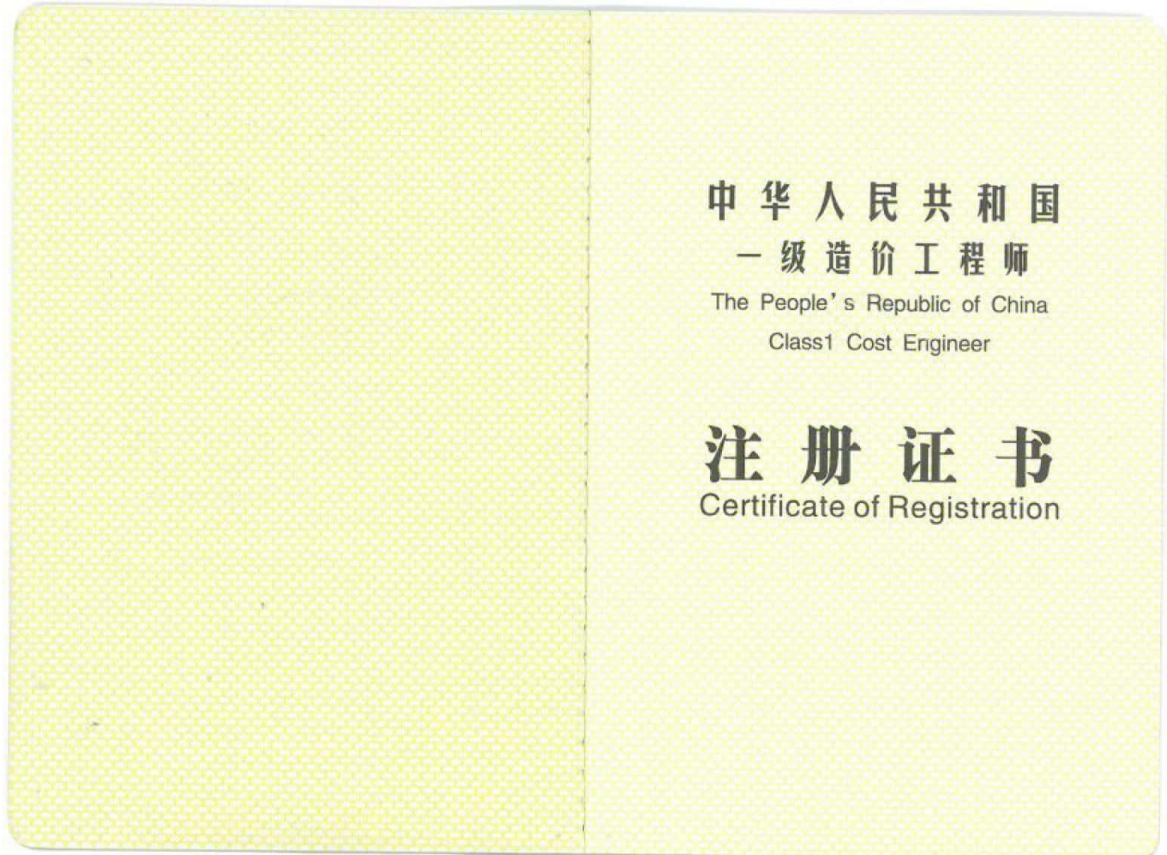 中华人民共和国
一级造价工程师
The People's Republic of China
Class1 Cost Engineer
注册证书
Certificate of Registration